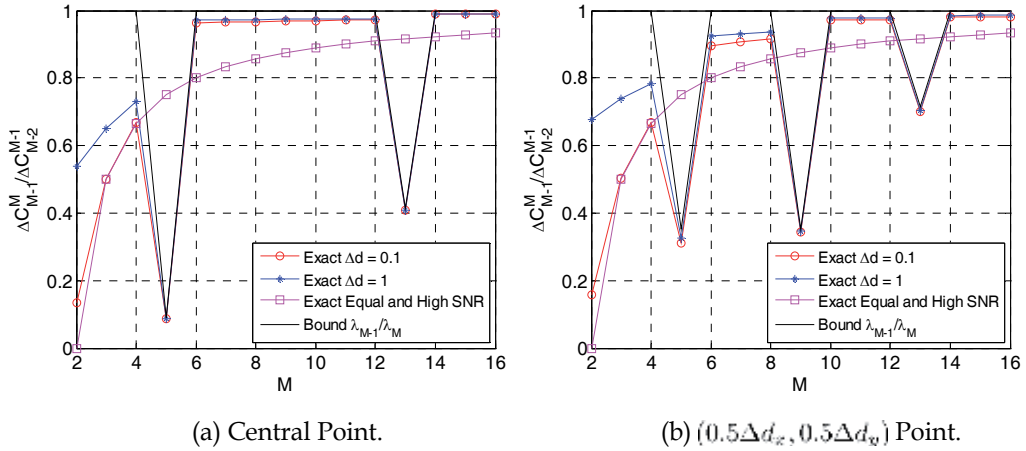 1
0.8
0.6
0.4
0.2
0
2 4 6 8 10 12 14 16
M
ΔC^M_{M-1}/ΔC^{M-1}_{M-2}
Exact Δd = 0.1
Exact Δd = 1
Exact Equal and High SNR
Bound λ_{M-1}/λ_M
(a) Central Point.
1
0.8
0.6
0.4
0.2
0
2 4 6 8 10 12 14 16
M
ΔC^M_{M-1}/ΔC^{M-1}_{M-2}
Exact Δd = 0.1
Exact Δd = 1
Exact Equal and High SNR
Bound λ_{M-1}/λ_M
(b) (0.5Δd_x, 0.5Δd_y) Point.